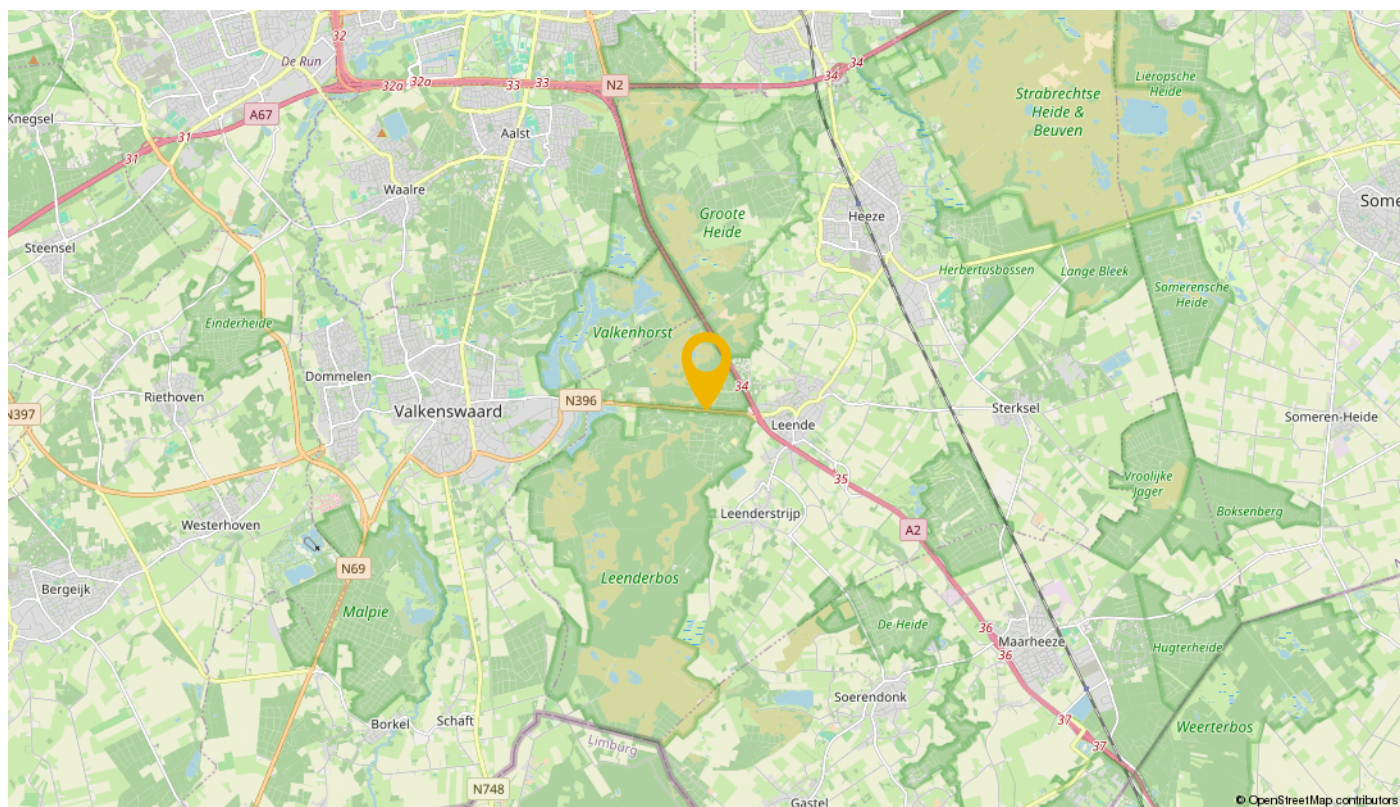 32
De Run
34
34
N2
32a
32a
33
33
34
Lieropsche
Heide
Strabrechtse
Heide &
Beuven
A67
Knegsel
31
31
Aalst
Waalre
Some
Groote
Heide
Heeze
Steensel
Herbertusbossen
Lange Bleek
Somerensche
Heide
Einderheide
Valkenhorst
Dommelen
34
Riethoven
N397
Valkenswaard
N396
Leende
Sterksel
Someren-Heide
35
Vroolijke
Jager
Leenderstrijp
Boksenberg
Westerhoven
A2
N69
Leenderbos
Bergeijk
Malpie
De Heide
36
36
Maarheeze
Hugterheide
Soerendonk
Borkel
Schaft
37
37
Weerterbos
Limburg
N748
Gastel
© OpenStreetMap contributor